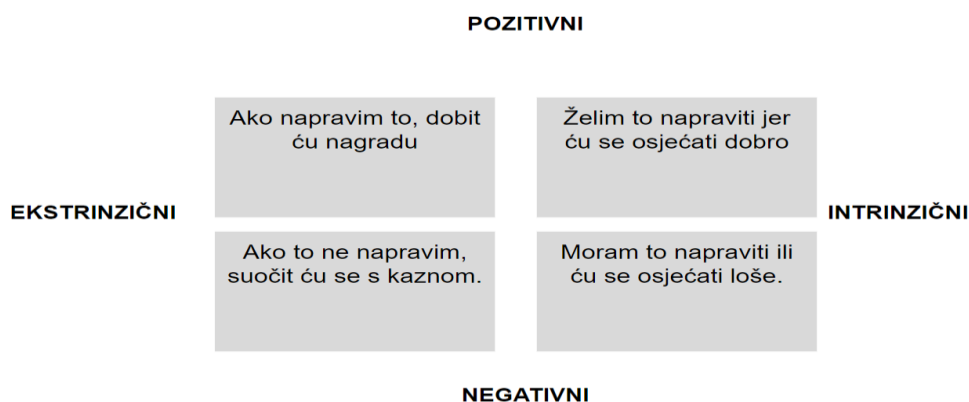 POZITIVNI
Ako napravim to, dobit
ću nagradu
Želim to napraviti jer
ću se osjećati dobro
EKSTRINZIČNI
INTRINZIČNI
Ako to ne napravim,
suočit ću se s kaznom.
Moram to napraviti ili
ću se osjećati loše.
NEGATIVNI